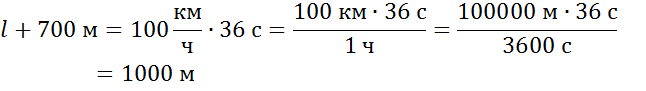 l + 700 м = 100 км/ч · 36 с = 100 км · 36 с / 1 ч = 100000 м · 36 с / 3600 с
= 1000 м